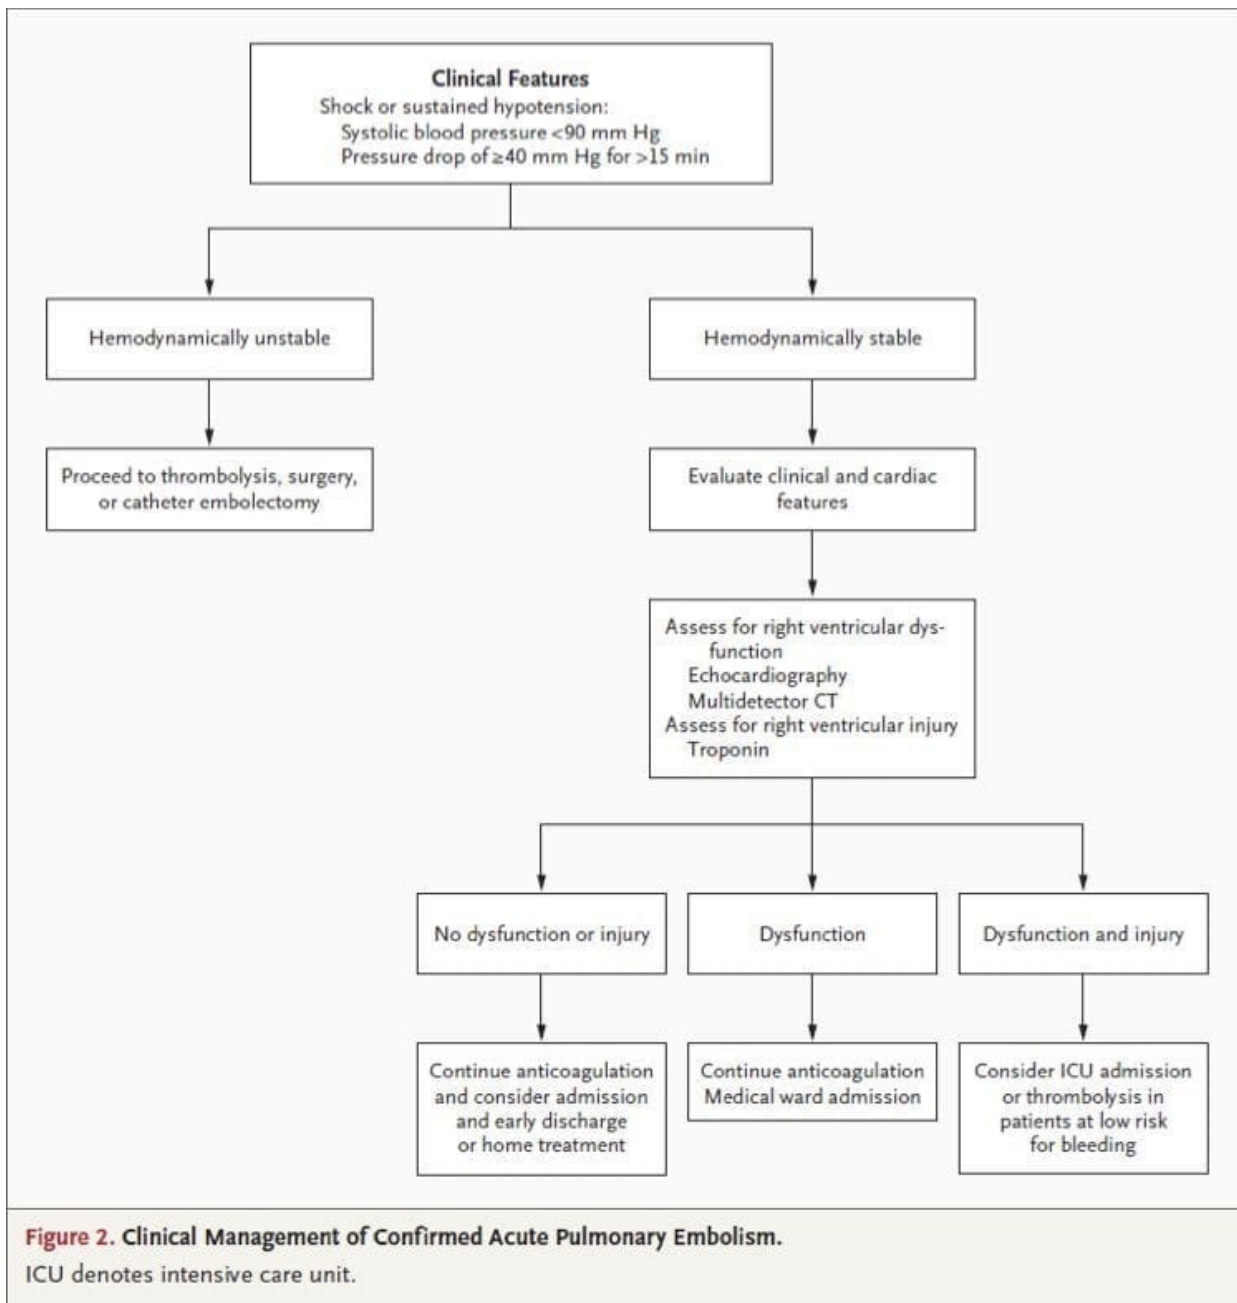 Clinical Features
Shock or sustained hypotension:
Systolic blood pressure <90 mm Hg
Pressure drop of ≥40 mm Hg for >15 min
Hemodynamically unstable
Hemodynamically stable
Proceed to thrombolysis, surgery,
or catheter embolectomy
Evaluate clinical and cardiac
features
Assess for right ventricular dys-
function
Echocardiography
Multidetector CT
Assess for right ventricular injury
Troponin
No dysfunction or injury
Dysfunction
Dysfunction and injury
Continue anticoagulation
and consider admission
and early discharge
or home treatment
Continue anticoagulation
Medical ward admission
Consider ICU admission
or thrombolysis in
patients at low risk
for bleeding
Figure 2. Clinical Management of Confirmed Acute Pulmonary Embolism.
ICU denotes intensive care unit.